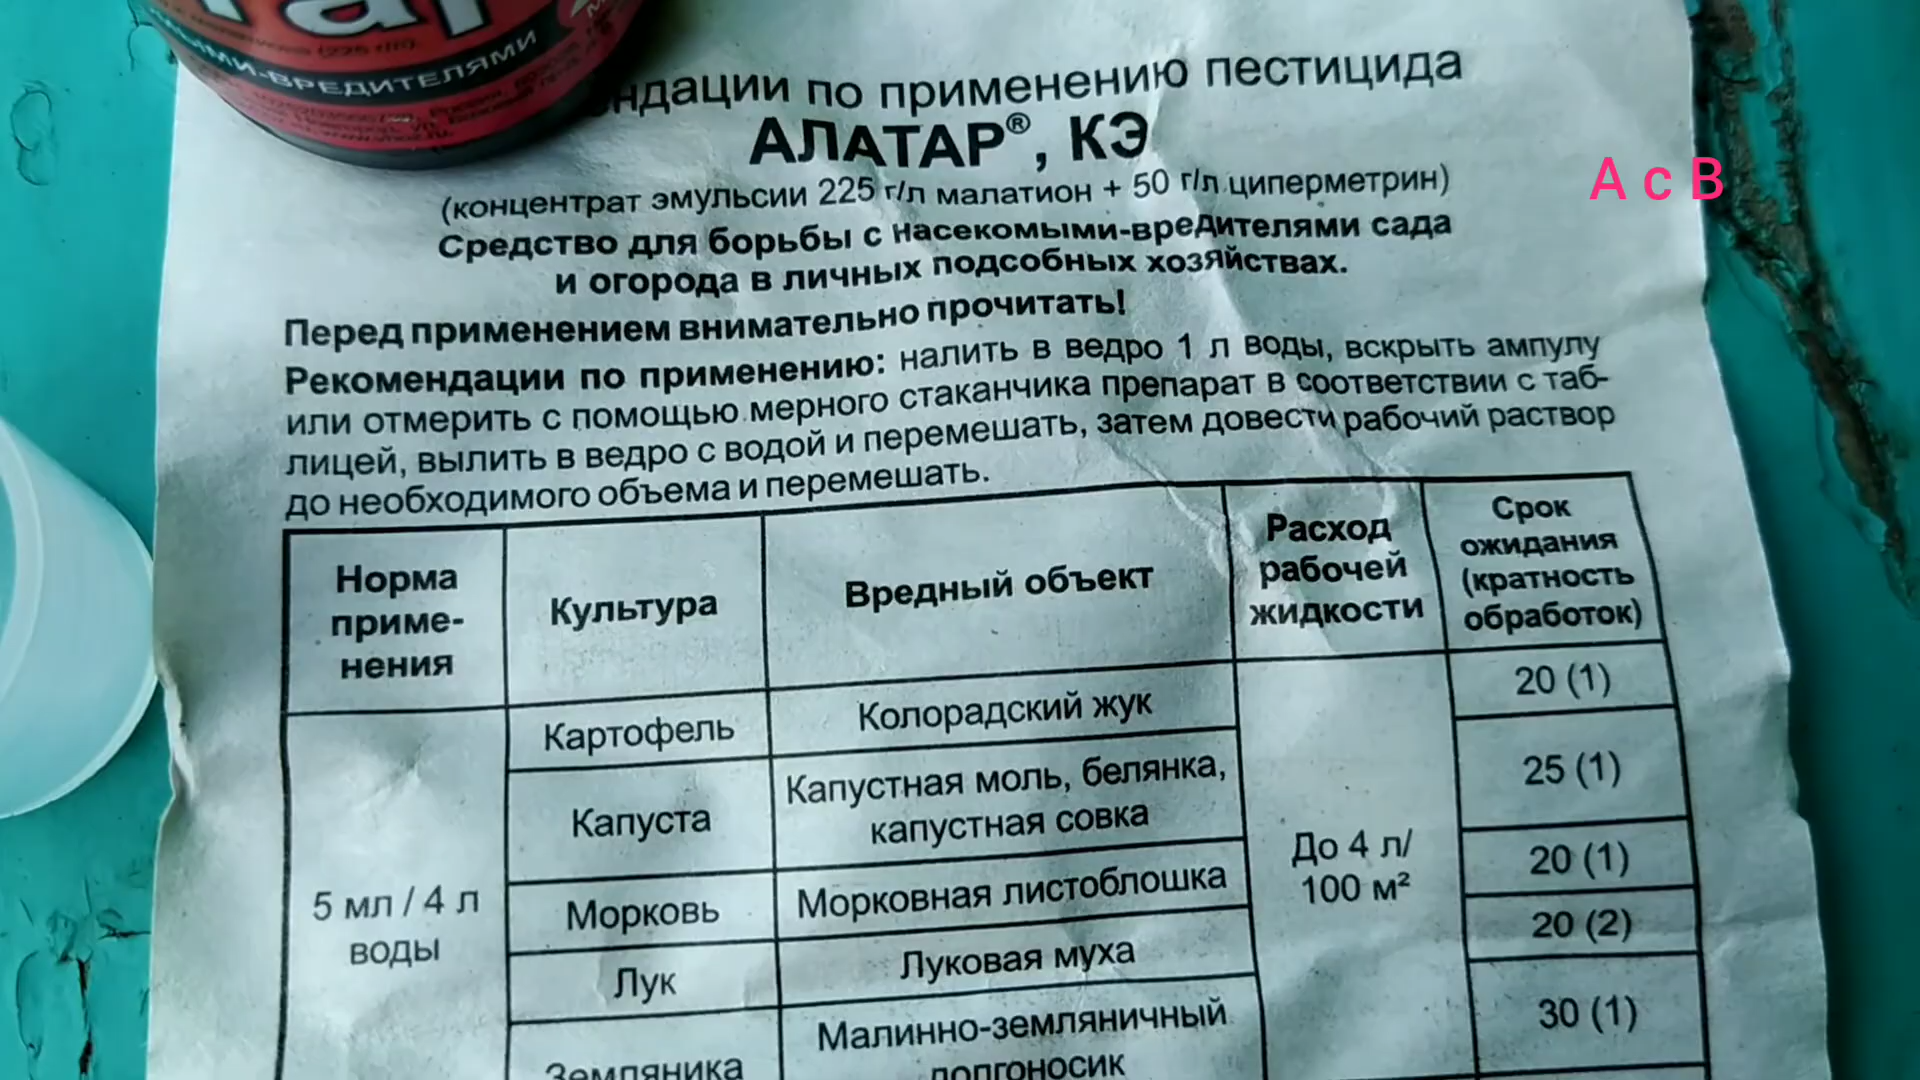 ВРЕДИТЕЛЯМИ
по применению пестицида
АЛАТАР®, КЭ
(концентрат эмульсии 225 г/л малатион + 50 г/л циперметрин)
Средство для борьбы с насекомыми-вредителями сада
и огорода в личных подсобных хозяйствах.
Перед применением внимательно прочитать!
Рекомендации по применению: налить в ведро 1 л воды, вскрыть ампулу
или отмерить с помощью мерного стаканчика препарат в соответствии с таб-
лицей, вылить в ведро с водой и перемешать, затем довести рабочий раствор
до необходимого объема и перемешать.
Норма
приме-
нения
Культура
Вредный объект
Расход
рабочей
жидкости
Срок
ожидания
(кратность
обработок)
5 мл / 4 л
воды
Картофель
Колорадский жук
До 4 л/
100 м²
20 (1)
Капуста
Капустная моль, белянка,
капустная совка
25 (1)
Морковь
Морковная листоблошка
20 (1)
Лук
Луковая муха
20 (2)
Земляника
Малинно-земляничный
долгоносик
30 (1)
А с В